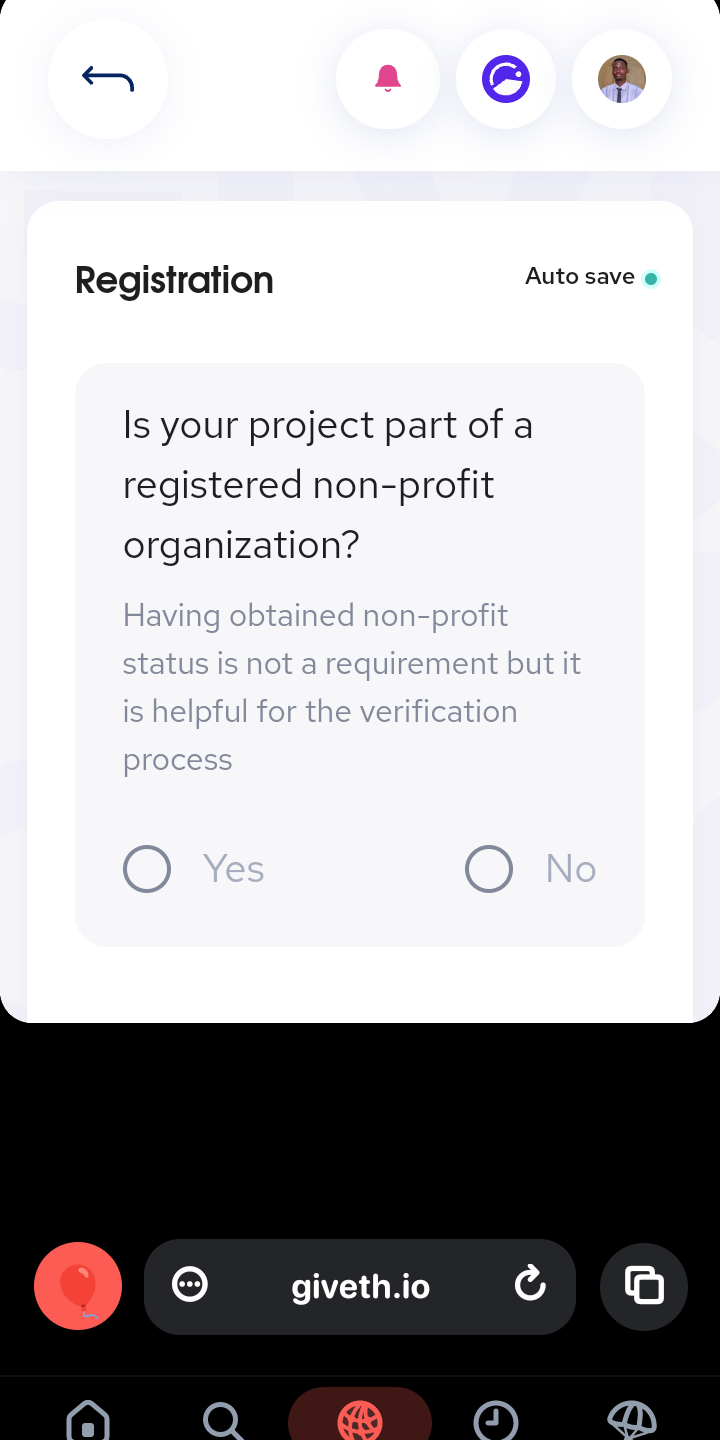 Registration
Auto save
Is your project part of a
registered non-profit
organization?
Having obtained non-profit
status is not a requirement but it
is helpful for the verification
process
Yes
No
giveth.io